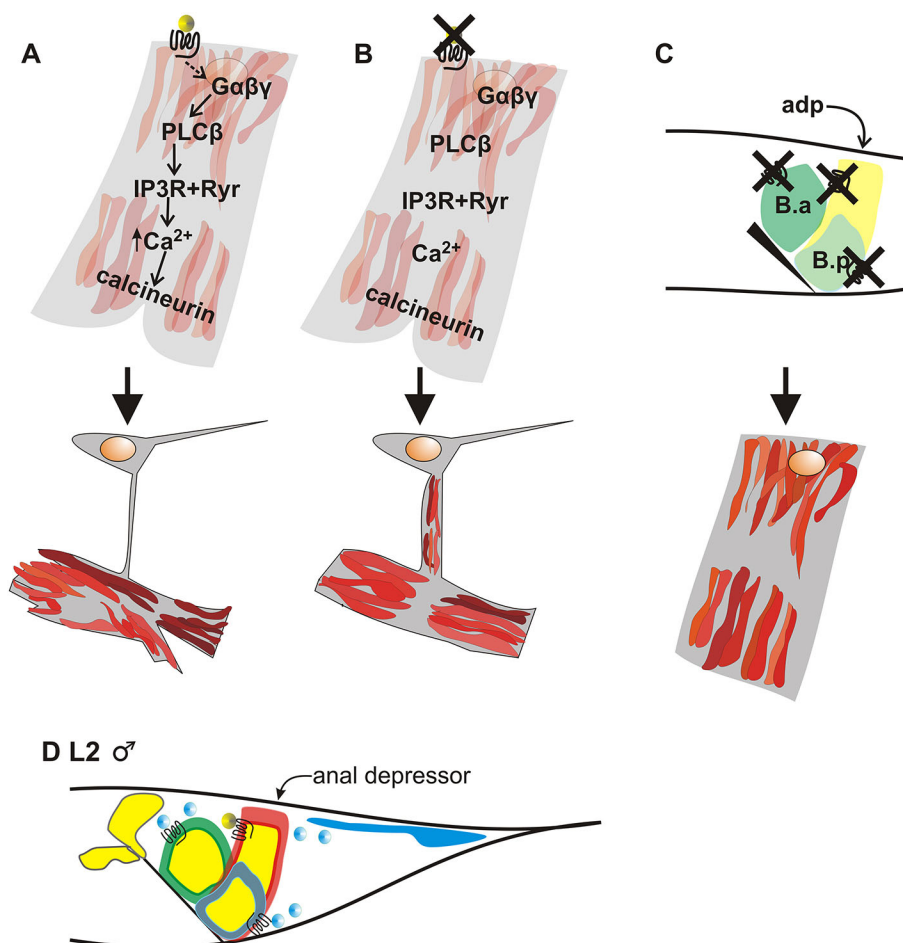 A
Gαβγ
PLCβ
IP3R+Ryr
↑Ca²⁺
calcineurin
B
Gαβγ
PLCβ
IP3R+Ryr
Ca²⁺
calcineurin
C
adp
B.a
B.p
D L2 ♂
anal depressor